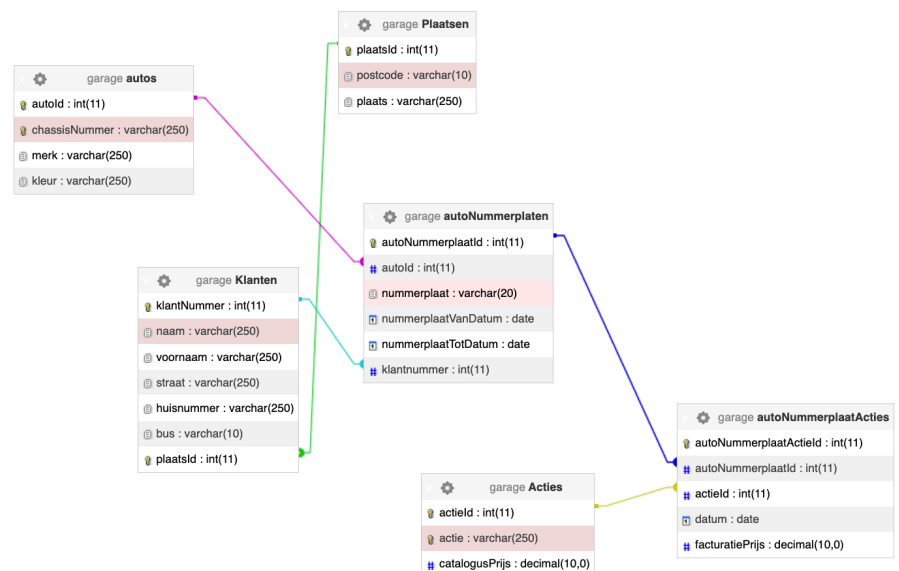 garage Plaatsen
plaatsId : int(11)
postcode : varchar(10)
plaats : varchar(250)
garage autos
autoId : int(11)
chassisNummer : varchar(250)
merk : varchar(250)
kleur : varchar(250)
garage autoNummerplaten
autoNummerplaatId : int(11)
autoId : int(11)
nummerplaat : varchar(20)
nummerplaatVanDatum : date
nummerplaatTotDatum : date
klantnummer : int(11)
garage Klanten
klantNummer : int(11)
naam : varchar(250)
voornaam : varchar(250)
straat : varchar(250)
huisnummer : varchar(250)
bus : varchar(10)
plaatsId : int(11)
garage autoNummerplaatActies
autoNummerplaatActieId : int(11)
autoNummerplaatId : int(11)
actieId : int(11)
datum : date
facturatiePrijs : decimal(10,0)
garage Acties
actieId : int(11)
actie : varchar(250)
catalogusPrijs : decimal(10,0)